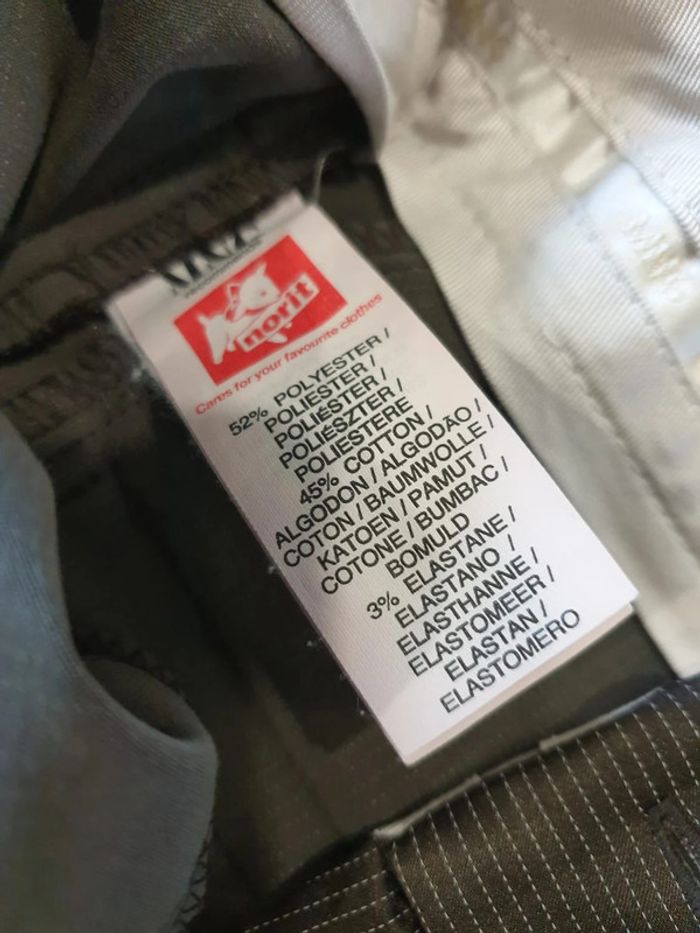 norit
Cares for your favourite clothes
52% POLYESTER /
POLIESTER /
POLIÉSTER /
POLIÉSZTER /
POLIESTERE
45% COTTON /
ALGODON / ALGODÃO /
COTON / BAUMWOLLE /
KATOEN / PAMUT /
COTONE / BUMBAC /
BOMULD
3% ELASTANE /
ELASTANO /
ELASTHANNE /
ELASTOMEER /
ELASTAN /
ELASTOMERO